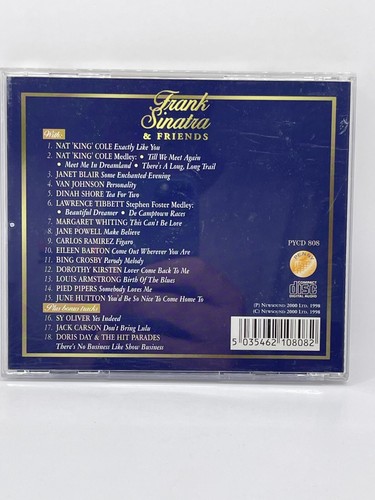 Frank
Sinatra
& FRIENDS
With
1. NAT 'KING' COLE Exactly Like You
2. NAT 'KING' COLE Medley: • Till We Meet Again
• Meet Me In Dreamland • There's A Long, Long Trail
3. JANET BLAIR Some Enchanted Evening
4. VAN JOHNSON Personality
5. DINAH SHORE Tea For Two
6. LAWRENCE TIBBETT Stephen Foster Medley:
• Beautiful Dreamer • De Camptown Races
7. MARGARET WHITING This Can't Be Love
8. JANE POWELL Make Believe
9. CARLOS RAMIREZ Figaro
10. EILEEN BARTON Come Out Wherever You Are
11. BING CROSBY Parody Melody
12. DOROTHY KIRSTEN Lover Come Back To Me
13. LOUIS ARMSTRONG Birth Of The Blues
14. PIED PIPERS Somebody Loves Me
15. JUNE HUTTON You'd Be So Nice To Come Home To
Plus bonus tracks
16. SY OLIVER Yes Indeed
17. JACK CARSON Don't Bring Lulu
18. DORIS DAY & THE HIT PARADES
There's No Business Like Show Business
PYCD 808
COMPACT
disc
DIGITAL AUDIO
(P) NEWSOUND 2000 LTD. 1998
(C) NEWSOUND 2000 LTD. 1998
5 035462 108082